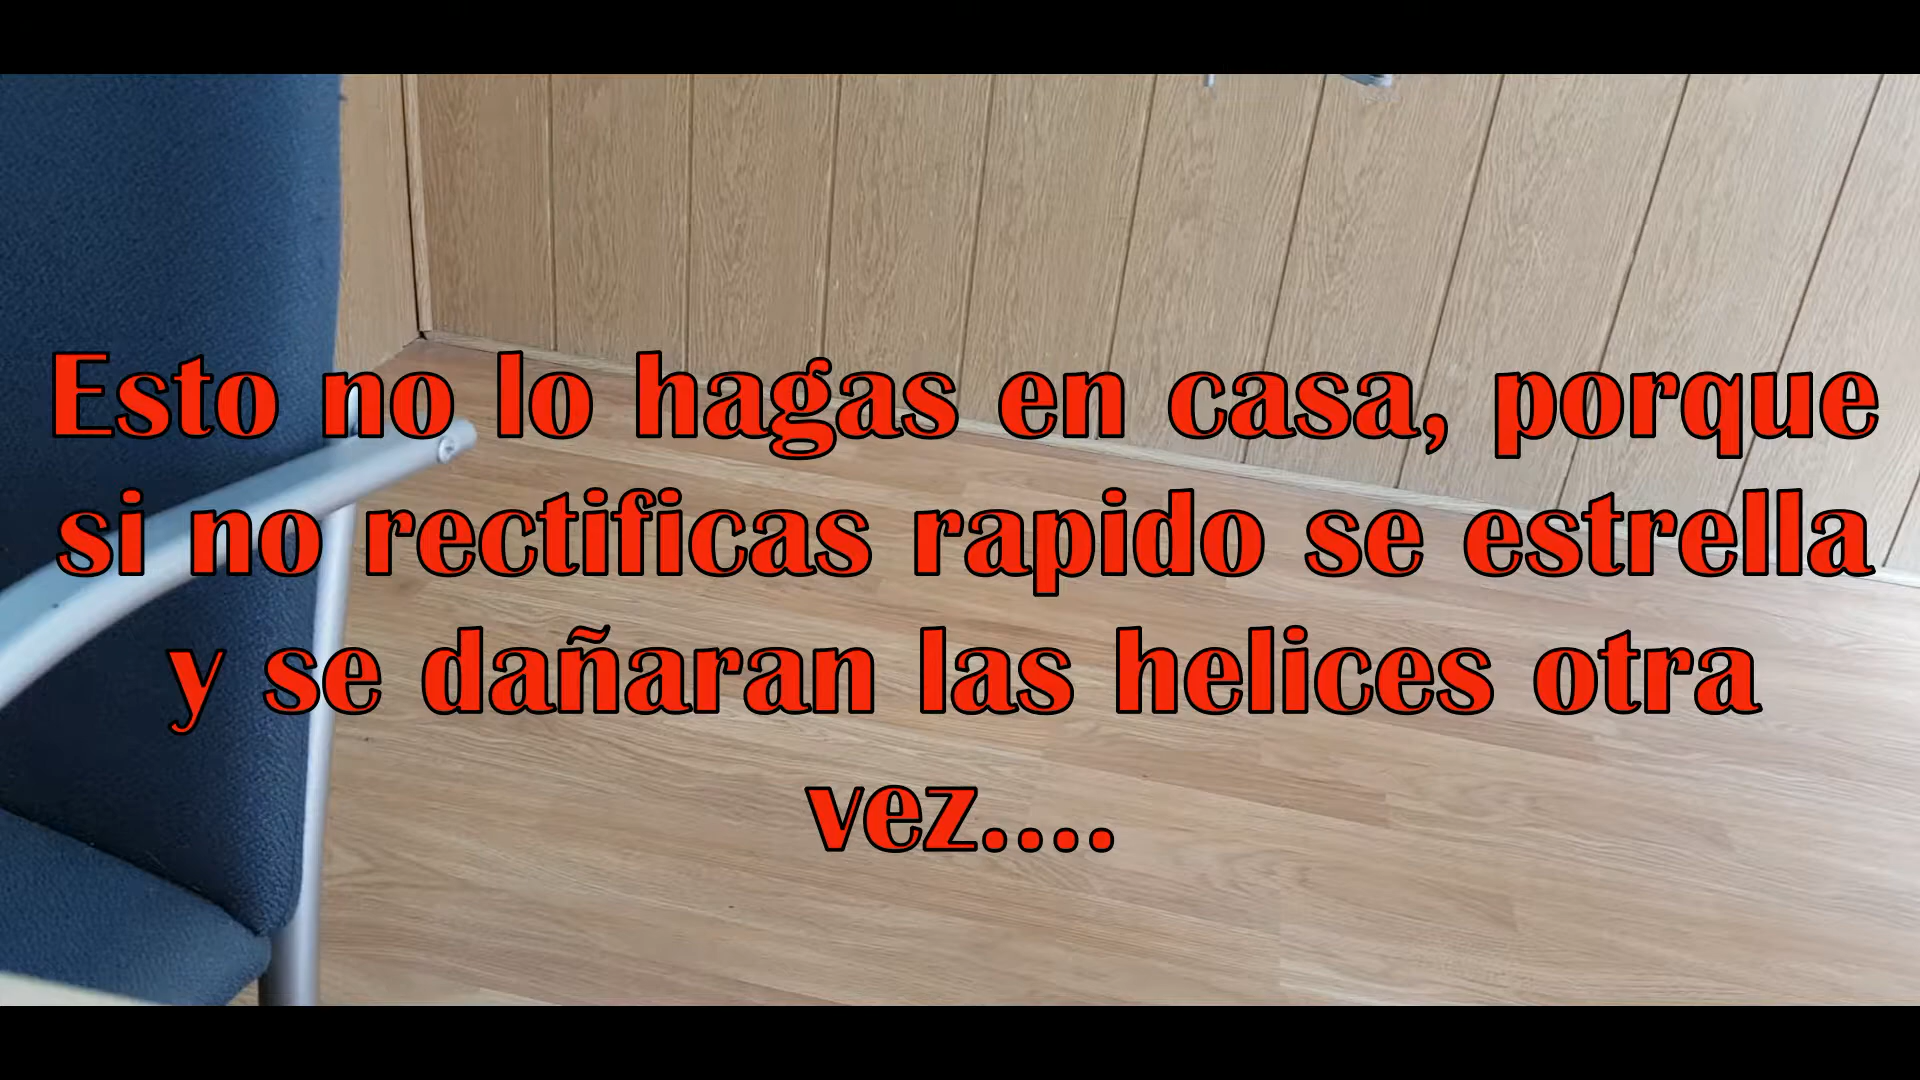 Esto no lo hagas en casa, porque
si no rectificas rapido se estrella
y se dañaran las helices otra
vez....